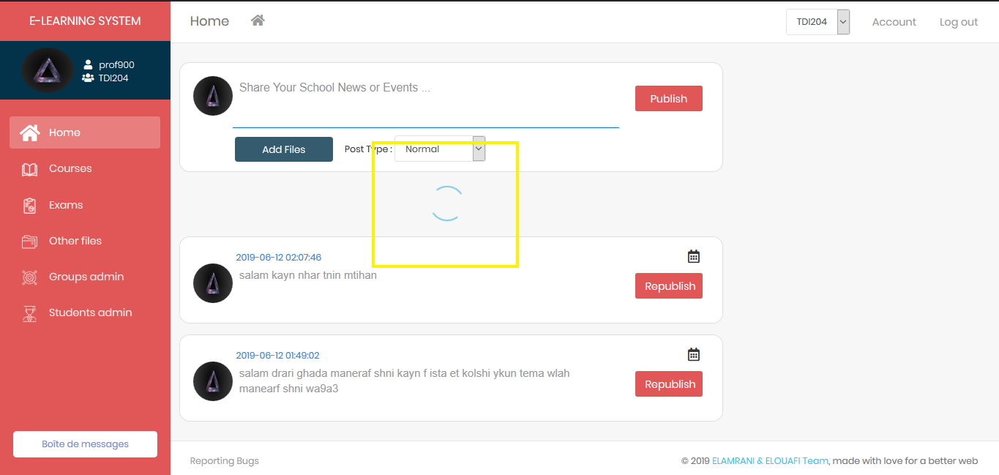 E-LEARNING SYSTEM
Home
TDI204
Account
Log out
prof900
TDI204
Home
Courses
Exams
Other files
Groups admin
Students admin
Boîte de messages
Share Your School News or Events ...
Publish
Add Files
Post Type :
Normal
2019-06-12 02:07:46
salam kayn nhar tnin mtihan
Republish
2019-06-12 01:49:02
salam drari ghada maneraf shni kayn f ista et kolshi ykun tema wlah
manearf shni wa9a3
Republish
Reporting Bugs
© 2019 ELAMRANI & ELOUAFI Team, made with love for a better web